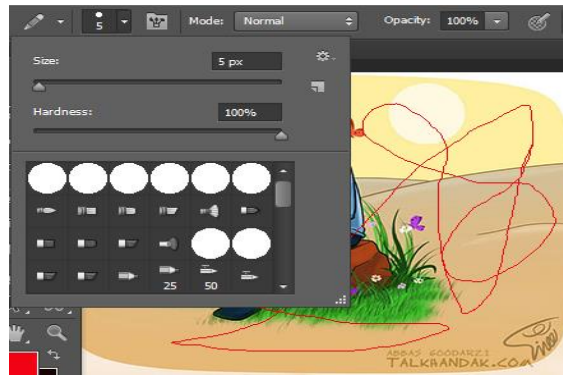 5 Mode: Normal Opacity: 100%
Size: 5 px
Hardness: 100%
25 50
ABBAS GOODARZI
TALKHANDAK.COM